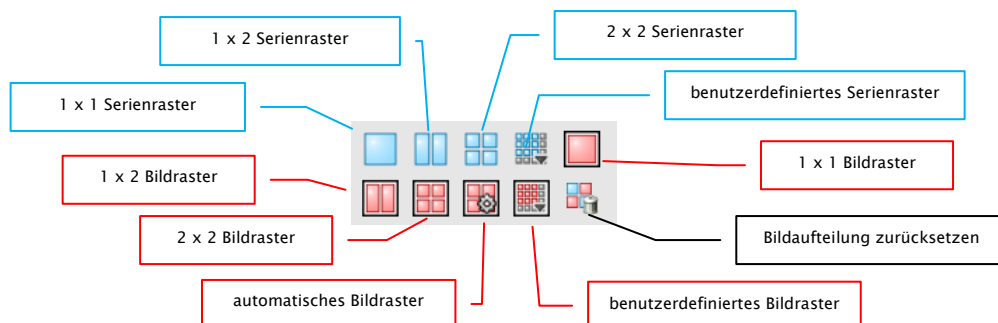 1 x 2 Serienraster
2 x 2 Serienraster
1 x 1 Serienraster
benutzerdefiniertes Serienraster
1 x 2 Bildraster
1 x 1 Bildraster
2 x 2 Bildraster
Bildaufteilung zurücksetzen
automatisches Bildraster
benutzerdefiniertes Bildraster